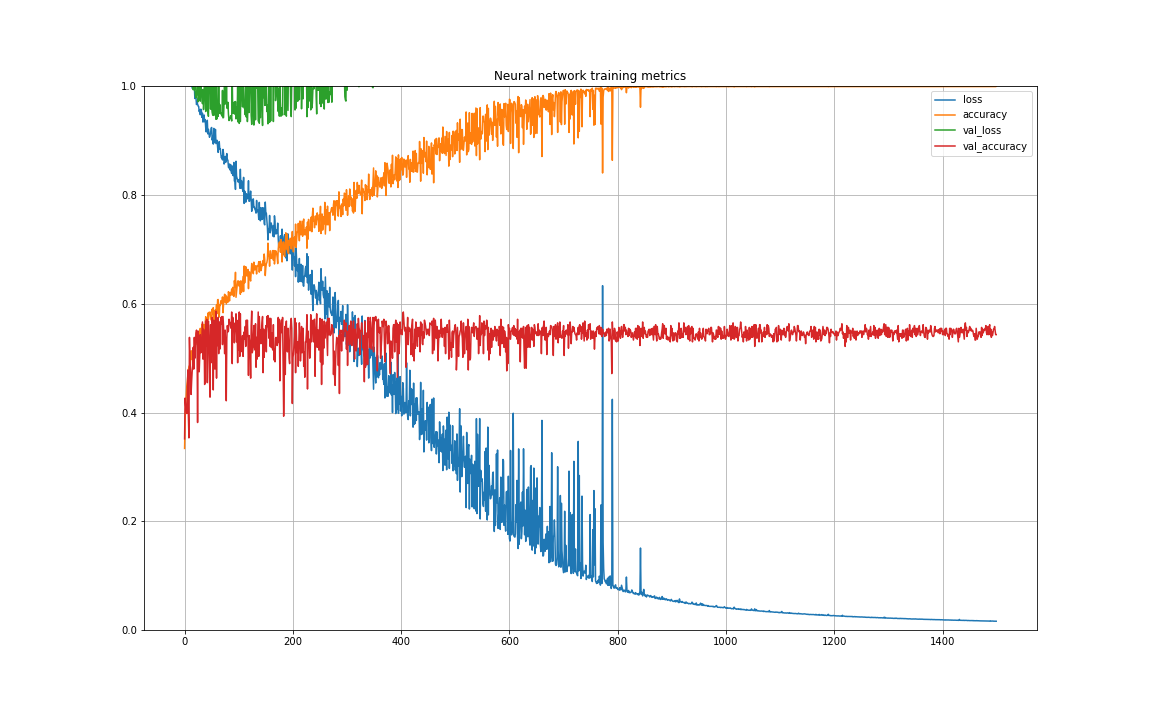 Neural network training metrics
1.0
0.8
0.6
0.4
0.2
0.0
0 200 400 600 800 1000 1200 1400
loss
accuracy
val_loss
val_accuracy